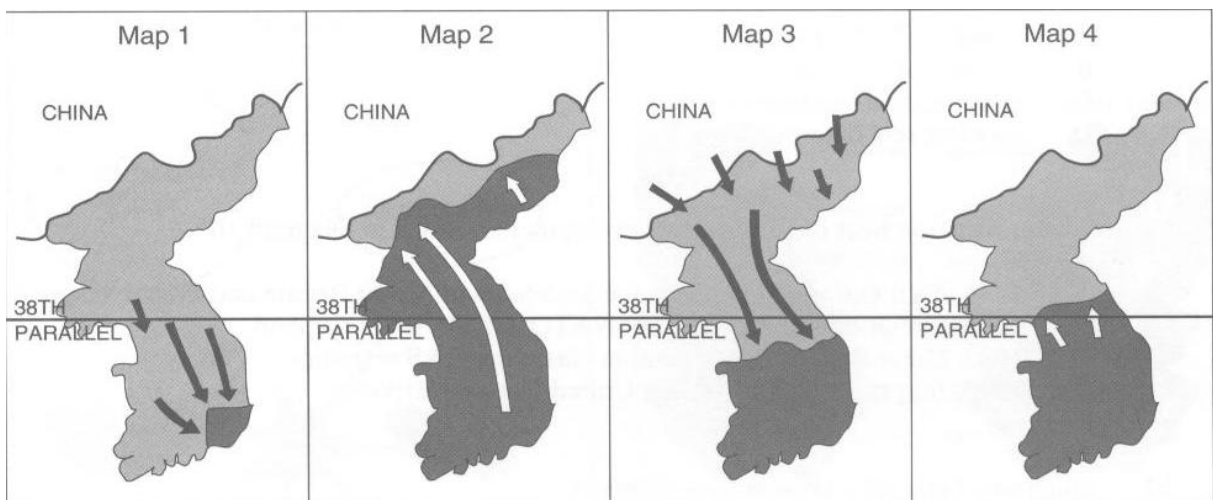 Map 1
CHINA
38TH
PARALLEL
Map 2
CHINA
38TH
PARALLEL
Map 3
CHINA
38TH
PARALLEL
Map 4
CHINA
38TH
PARALLEL